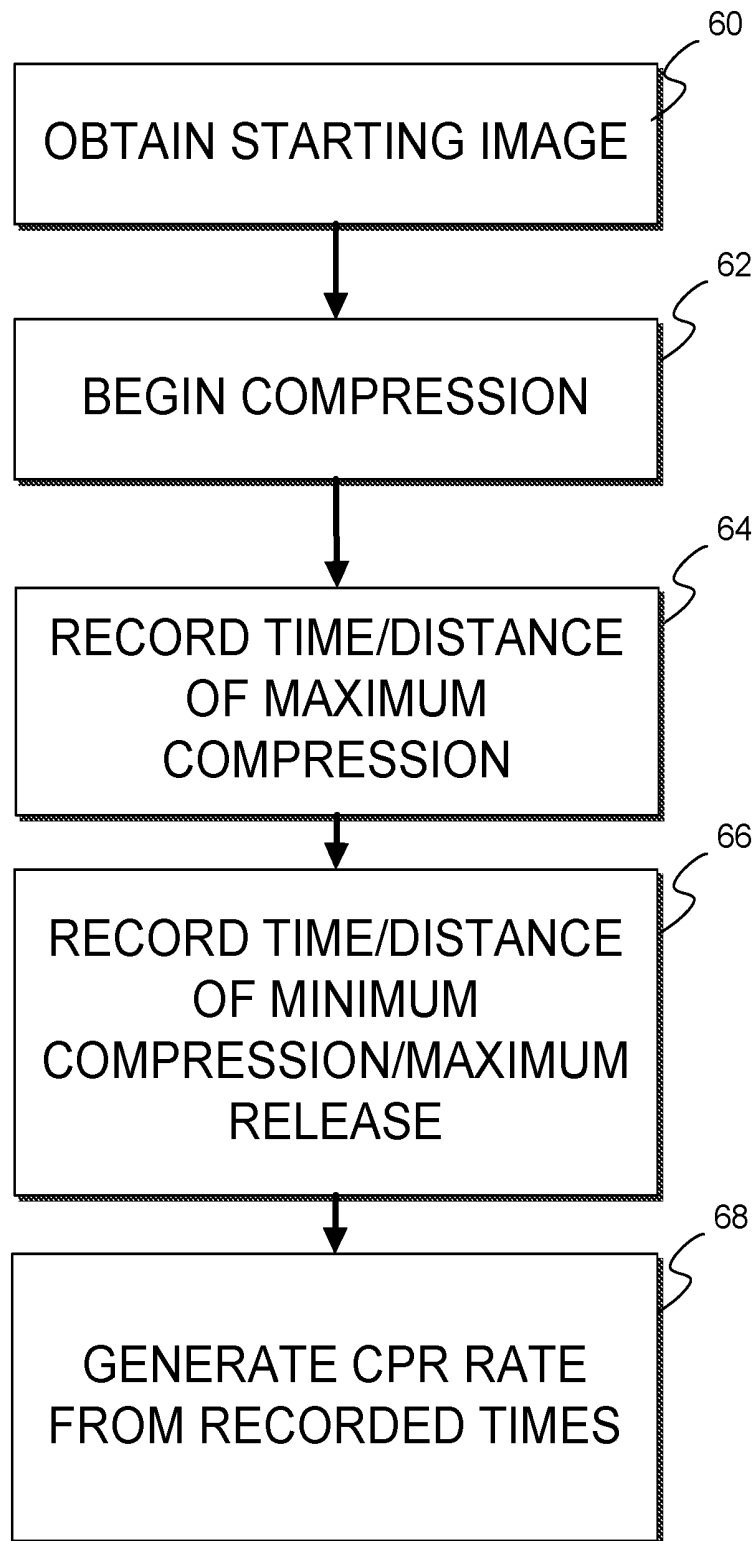 60
OBTAIN STARTING IMAGE
62
BEGIN COMPRESSION
64
RECORD TIME/DISTANCE
OF MAXIMUM
COMPRESSION
66
RECORD TIME/DISTANCE
OF MINIMUM
COMPRESSION/MAXIMUM
RELEASE
68
GENERATE CPR RATE
FROM RECORDED TIMES